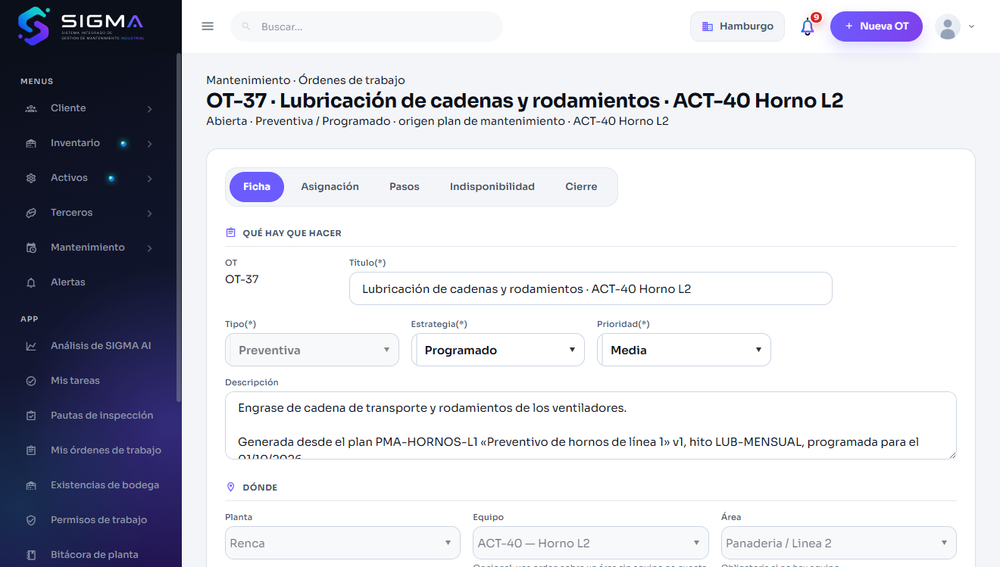 SIGMA
SISTEMA INTEGRADO DE
GESTIÓN DE MANTENIMIENTO INDUSTRIAL
Buscar...
Hamburgo
9
+ Nueva OT
MENUS
Cliente
Inventario
Activos
Terceros
Mantenimiento
Alertas
APP
Análisis de SIGMA AI
Mis tareas
Pautas de inspección
Mis órdenes de trabajo
Existencias de bodega
Permisos de trabajo
Bitácora de planta
Mantenimiento · Órdenes de trabajo
OT-37 · Lubricación de cadenas y rodamientos · ACT-40 Horno L2
Abierta · Preventiva / Programado · origen plan de mantenimiento · ACT-40 Horno L2
Ficha Asignación Pasos Indisponibilidad Cierre
QUÉ HAY QUE HACER
OT Título(*)
OT-37 Lubricación de cadenas y rodamientos · ACT-40 Horno L2
Tipo(*) Estrategia(*) Prioridad(*)
Preventiva Programado Media
Descripción
Engrase de cadena de transporte y rodamientos de los ventiladores.
Generada desde el plan PMA-HORNOS-L1 «Preventivo de hornos de línea 1» v1, hito LUB-MENSUAL, programada para el
01/10/2026
DÓNDE
Planta Equipo Área
Renca ACT-40 — Horno L2 Panaderia / Linea 2